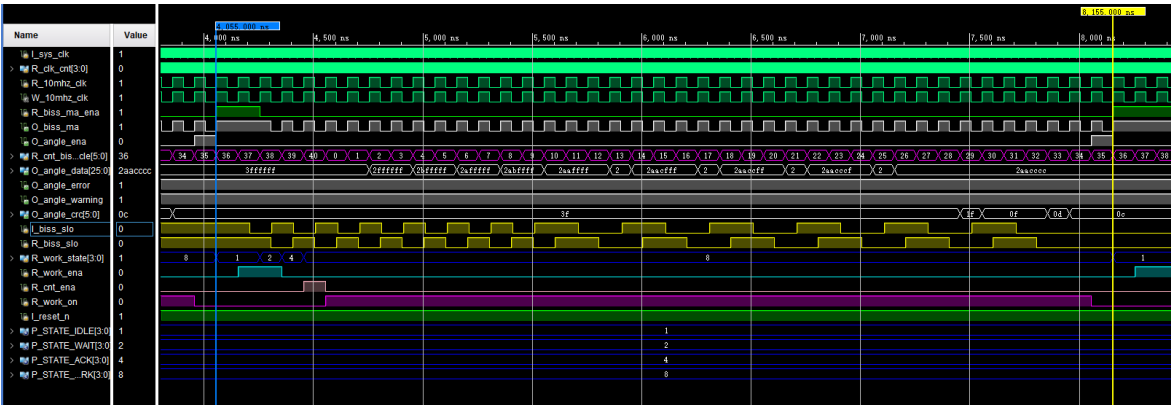 4,055.000 ns
8,155.000 ns
Name Value
4,000 ns 4,500 ns 5,000 ns 5,500 ns 6,000 ns 6,500 ns 7,000 ns 7,500 ns 8,000 ns
I_sys_clk 1
R_clk_cnt[3:0] 0
R_10mhz_clk 1
W_10mhz_clk 1
R_biss_ma_ena 1
O_biss_ma 1
O_angle_ena 0
R_cnt_bis...cle[5:0] 36 34 35 36 37 38 39 40 0 1 2 3 4 5 6 7 8 9 10 11 12 13 14 15 16 17 18 19 20 21 22 23 24 25 26 27 28 29 30 31 32 33 34 35 36 37 38
O_angle_data[25:0] 2aacccc 3ffffff 2ffffff 2bfffff 2affffff 2abffff 2aaffff 2 2aacfff 2 2aaccff 2 2aacccf 2 2aacccc
O_angle_error 1
O_angle_warning 1
O_angle_crc[5:0] 0c 3f 1f 0f 0d 0c
I_biss_slo 0
R_biss_slo 0
R_work_state[3:0] 1 8 1 2 4 8 1
R_work_ena 0
R_cnt_ena 0
R_work_on 0
I_reset_n 1
P_STATE_IDLE[3:0] 1 1
P_STATE_WAIT[3:0] 2 2
P_STATE_ACK[3:0] 4 4
P_STATE_...RK[3:0] 8 8